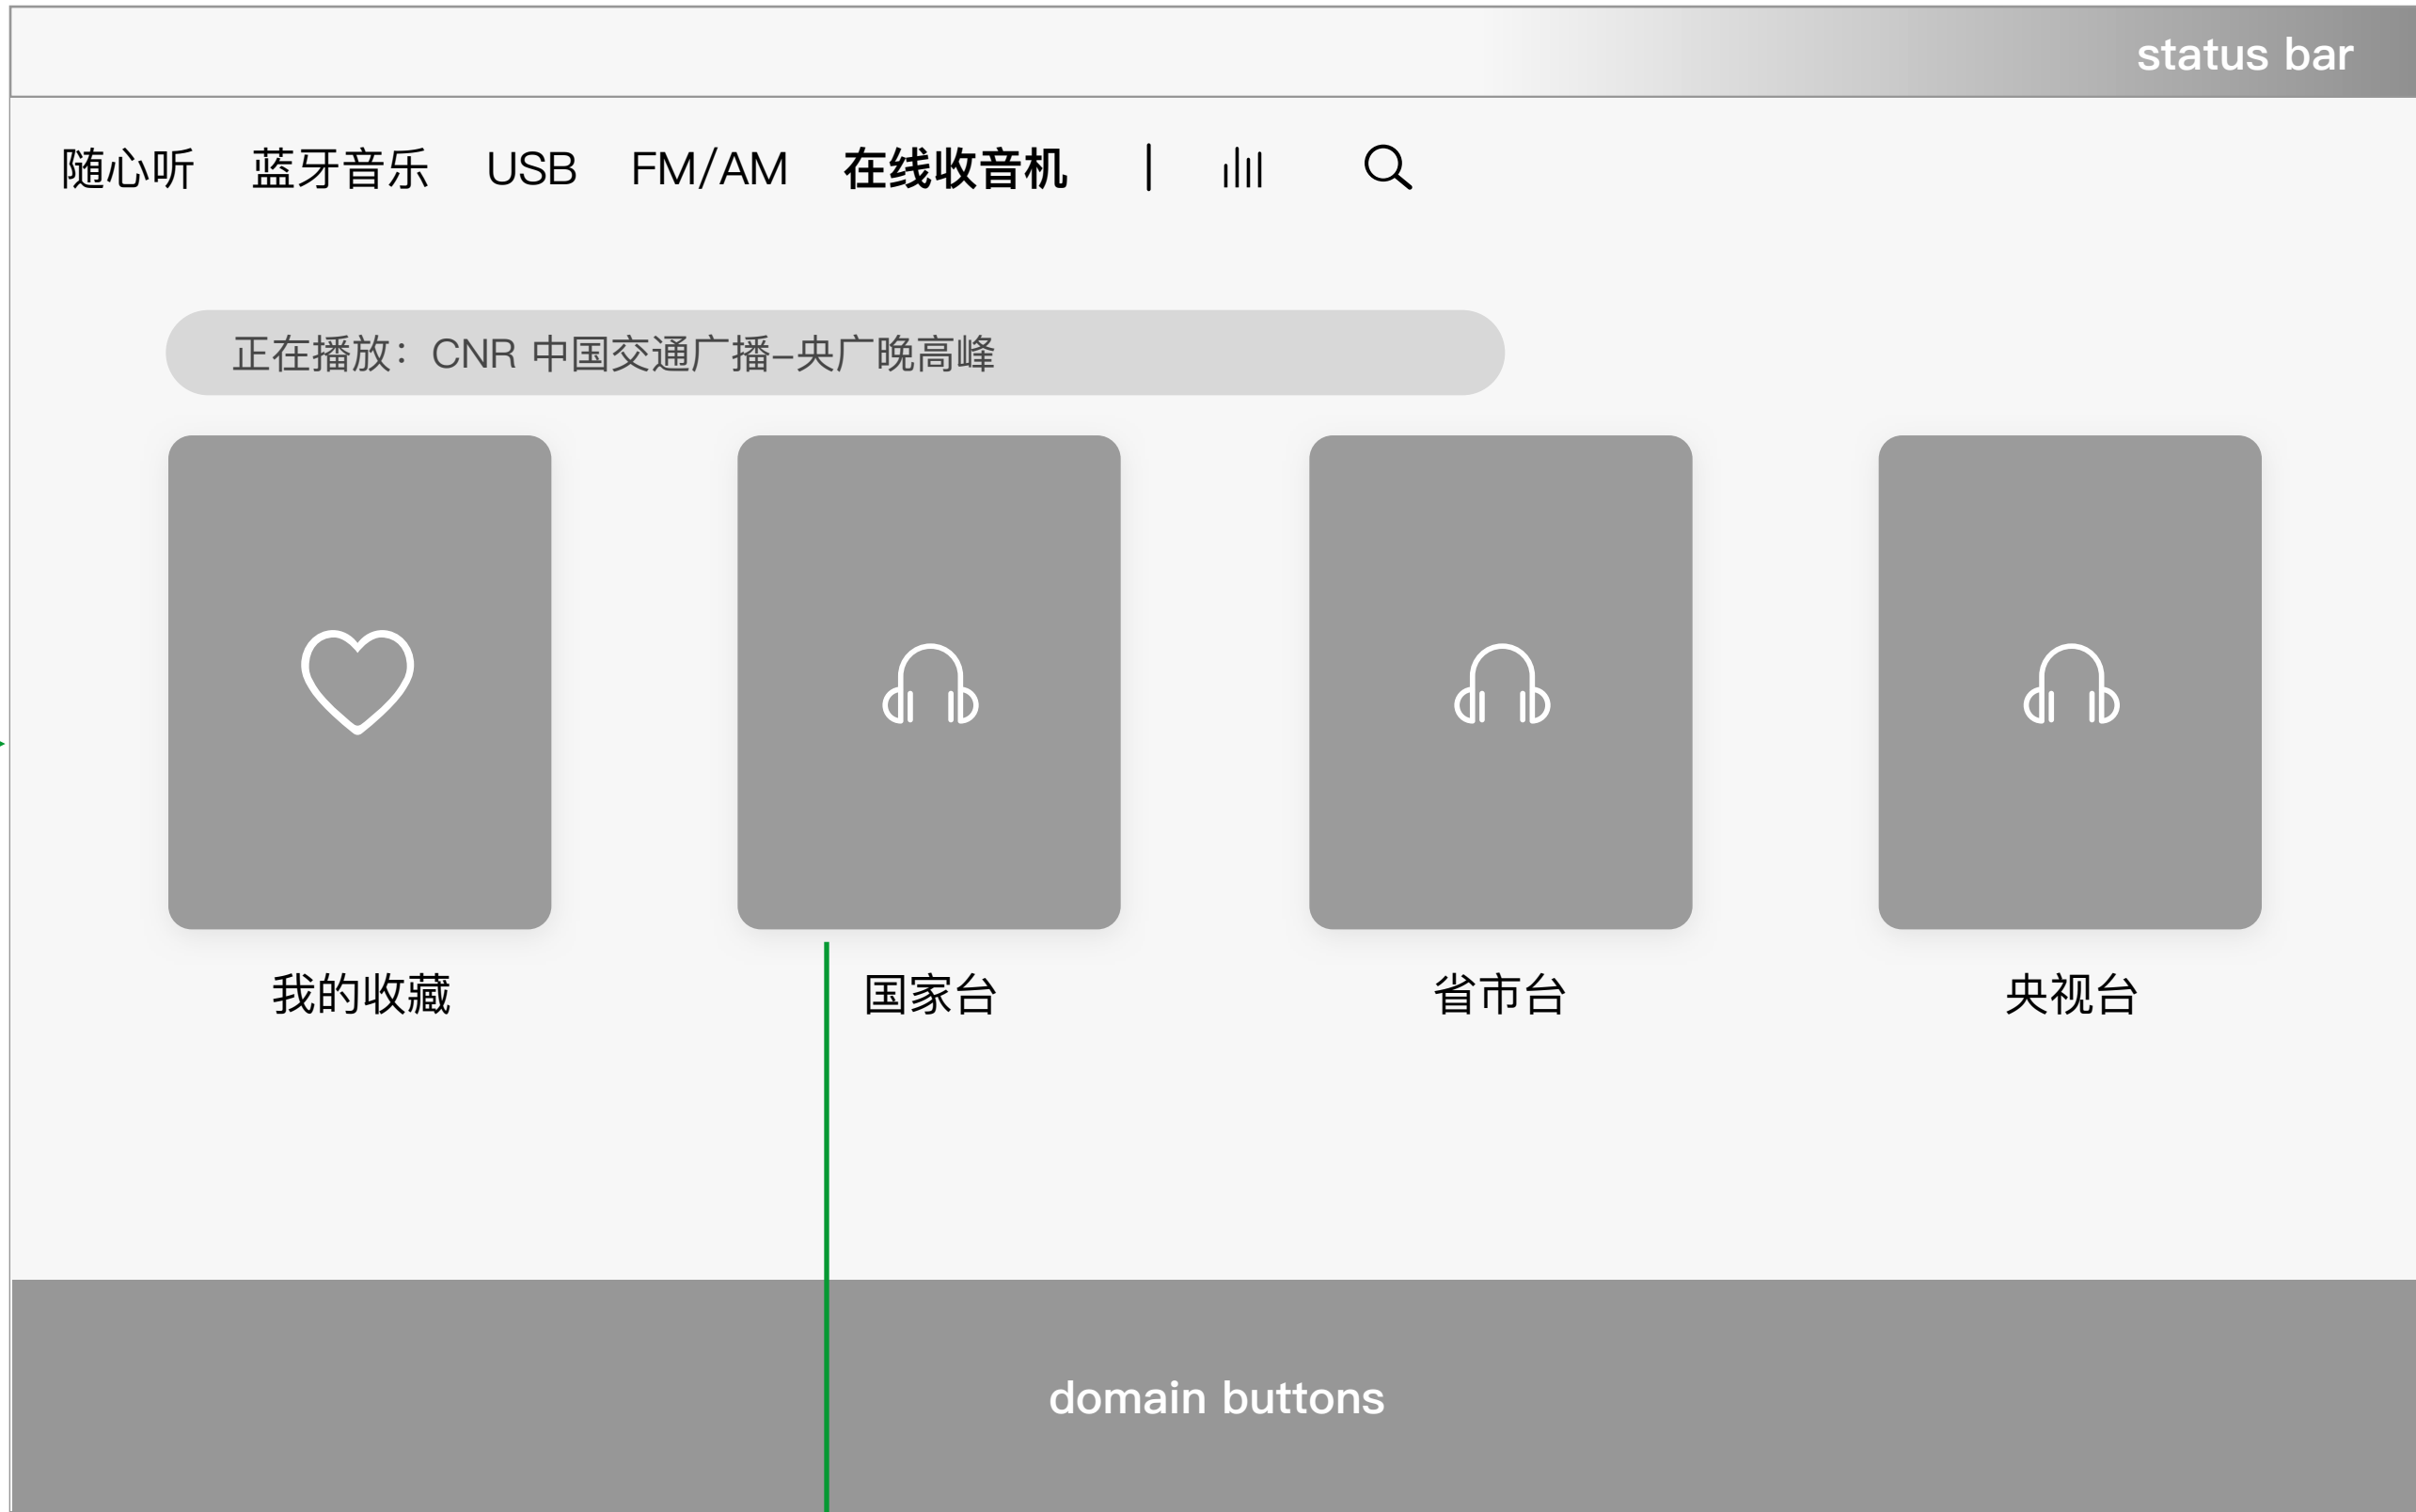 status bar
随心听 蓝牙音乐 USB FM/AM 在线收音机
正在播放：CNR 中国交通广播–央广晚高峰
我的收藏 国家台 省市台 央视台
domain buttons